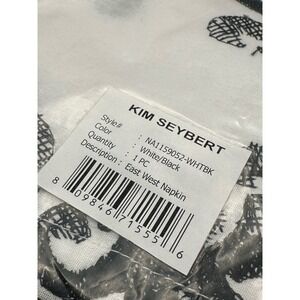 KIM SEYBERT
Style# : NA1159052-WHTBK
Color : White/Black
Quantity : 1 PC
Description : East West Napkin
8 09846 71555 6